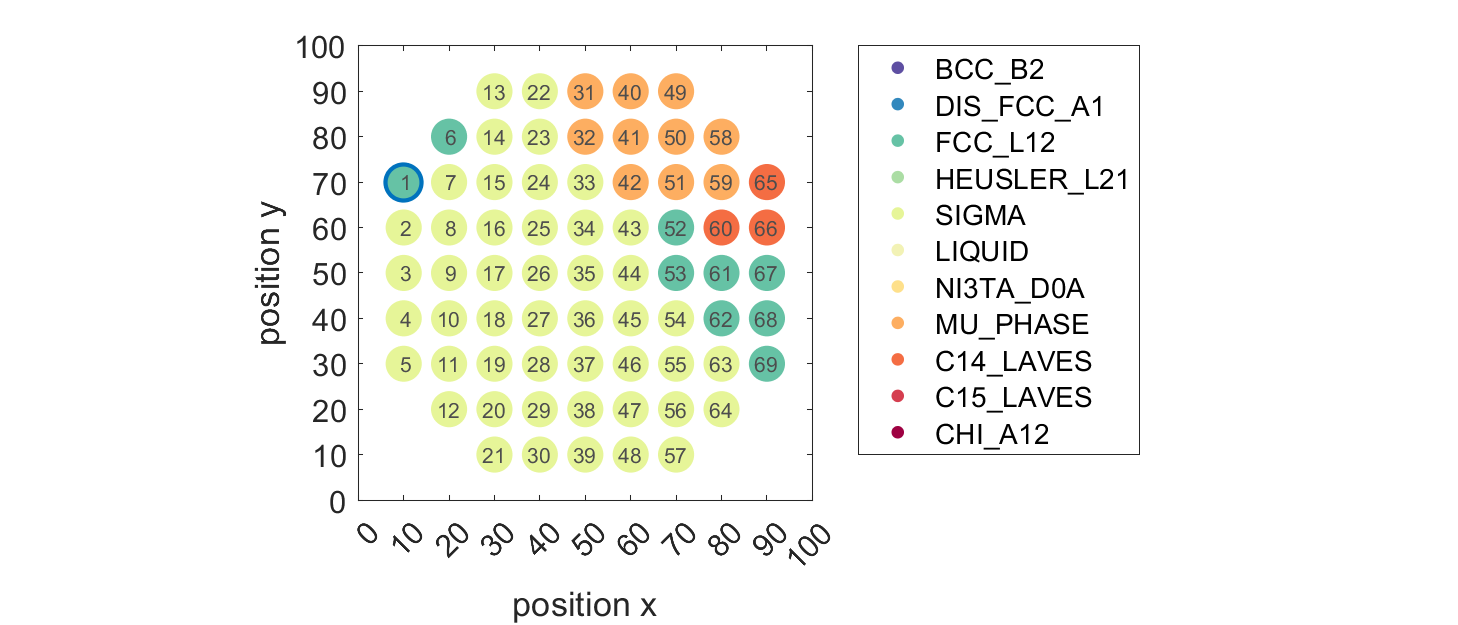 100
90
80
70
60
50
40
30
20
10
0
position y
13 22 31 40 49
6 14 23 32 41 50 58
1 7 15 24 33 42 51 59 65
2 8 16 25 34 43 52 60 66
3 9 17 26 35 44 53 61 67
4 10 18 27 36 45 54 62 68
5 11 19 28 37 46 55 63 69
12 20 29 38 47 56 64
21 30 39 48 57
0 10 20 30 40 50 60 70 80 90 100
position x
BCC_B2
DIS_FCC_A1
FCC_L12
HEUSLER_L21
SIGMA
LIQUID
NI3TA_D0A
MU_PHASE
C14_LAVES
C15_LAVES
CHI_A12